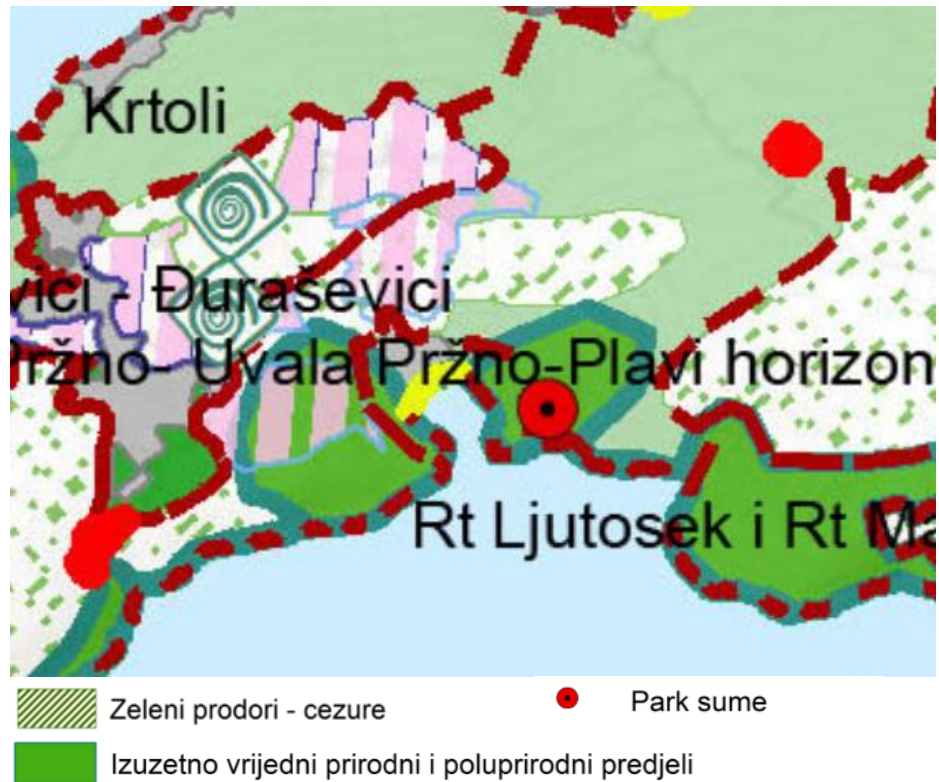 Krtoli
vici - Đuraševići
Pržno- Uvala Pržno-Plavi horizon
Rt Ljutosek i Rt Ma
Zeleni prodori - cezure
Park sume
Izuzetno vrijedni prirodni i poluprirodni predjeli